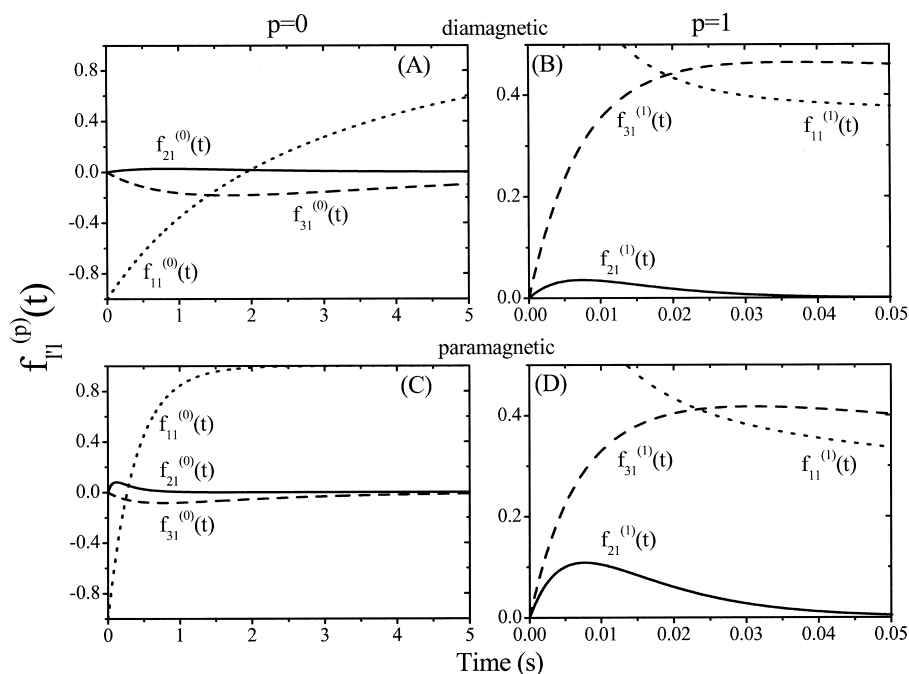 p=0
p=1
diamagnetic
(A)
0.8
0.4
0.0
-0.4
-0.8
0 1 2 3 4 5
f₂₁⁽⁰⁾(t)
f₃₁⁽⁰⁾(t)
f₁₁⁽⁰⁾(t)
(B)
0.4
0.2
0.0
0.00 0.01 0.02 0.03 0.04 0.05
f₃₁⁽¹⁾(t)
f₁₁⁽¹⁾(t)
f₂₁⁽¹⁾(t)
f_{l'l}^{(p)}(t)
paramagnetic
(C)
0.8
0.4
0.0
-0.4
-0.8
0 1 2 3 4 5
f₁₁⁽⁰⁾(t)
f₂₁⁽⁰⁾(t)
f₃₁⁽⁰⁾(t)
(D)
0.4
0.2
0.0
0.00 0.01 0.02 0.03 0.04 0.05
f₃₁⁽¹⁾(t)
f₁₁⁽¹⁾(t)
f₂₁⁽¹⁾(t)
Time (s)